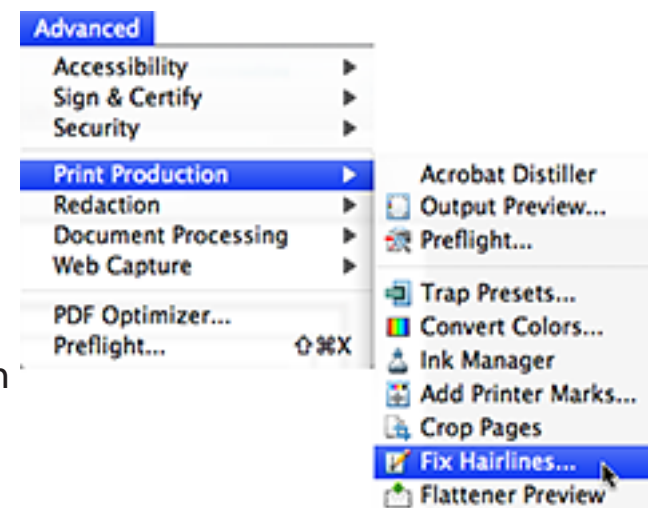 Advanced
Accessibility
Sign & Certify
Security
Print Production
Redaction
Document Processing
Web Capture
PDF Optimizer...
Preflight... ⇧⌘X
n
Acrobat Distiller
Output Preview...
Preflight...
Trap Presets...
Convert Colors...
Ink Manager
Add Printer Marks...
Crop Pages
Fix Hairlines...
Flattener Preview